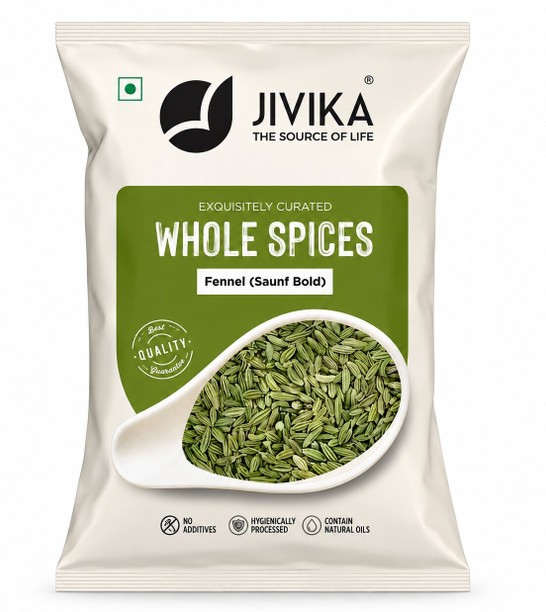 ®
JIVIKA
THE SOURCE OF LIFE
EXQUISITELY CURATED
WHOLE SPICES
Fennel (Saunf Bold)
Best
QUALITY
Guarantee
NO
ADDITIVES
HYGIENICALLY
PROCESSED
CONTAIN
NATURAL OILS